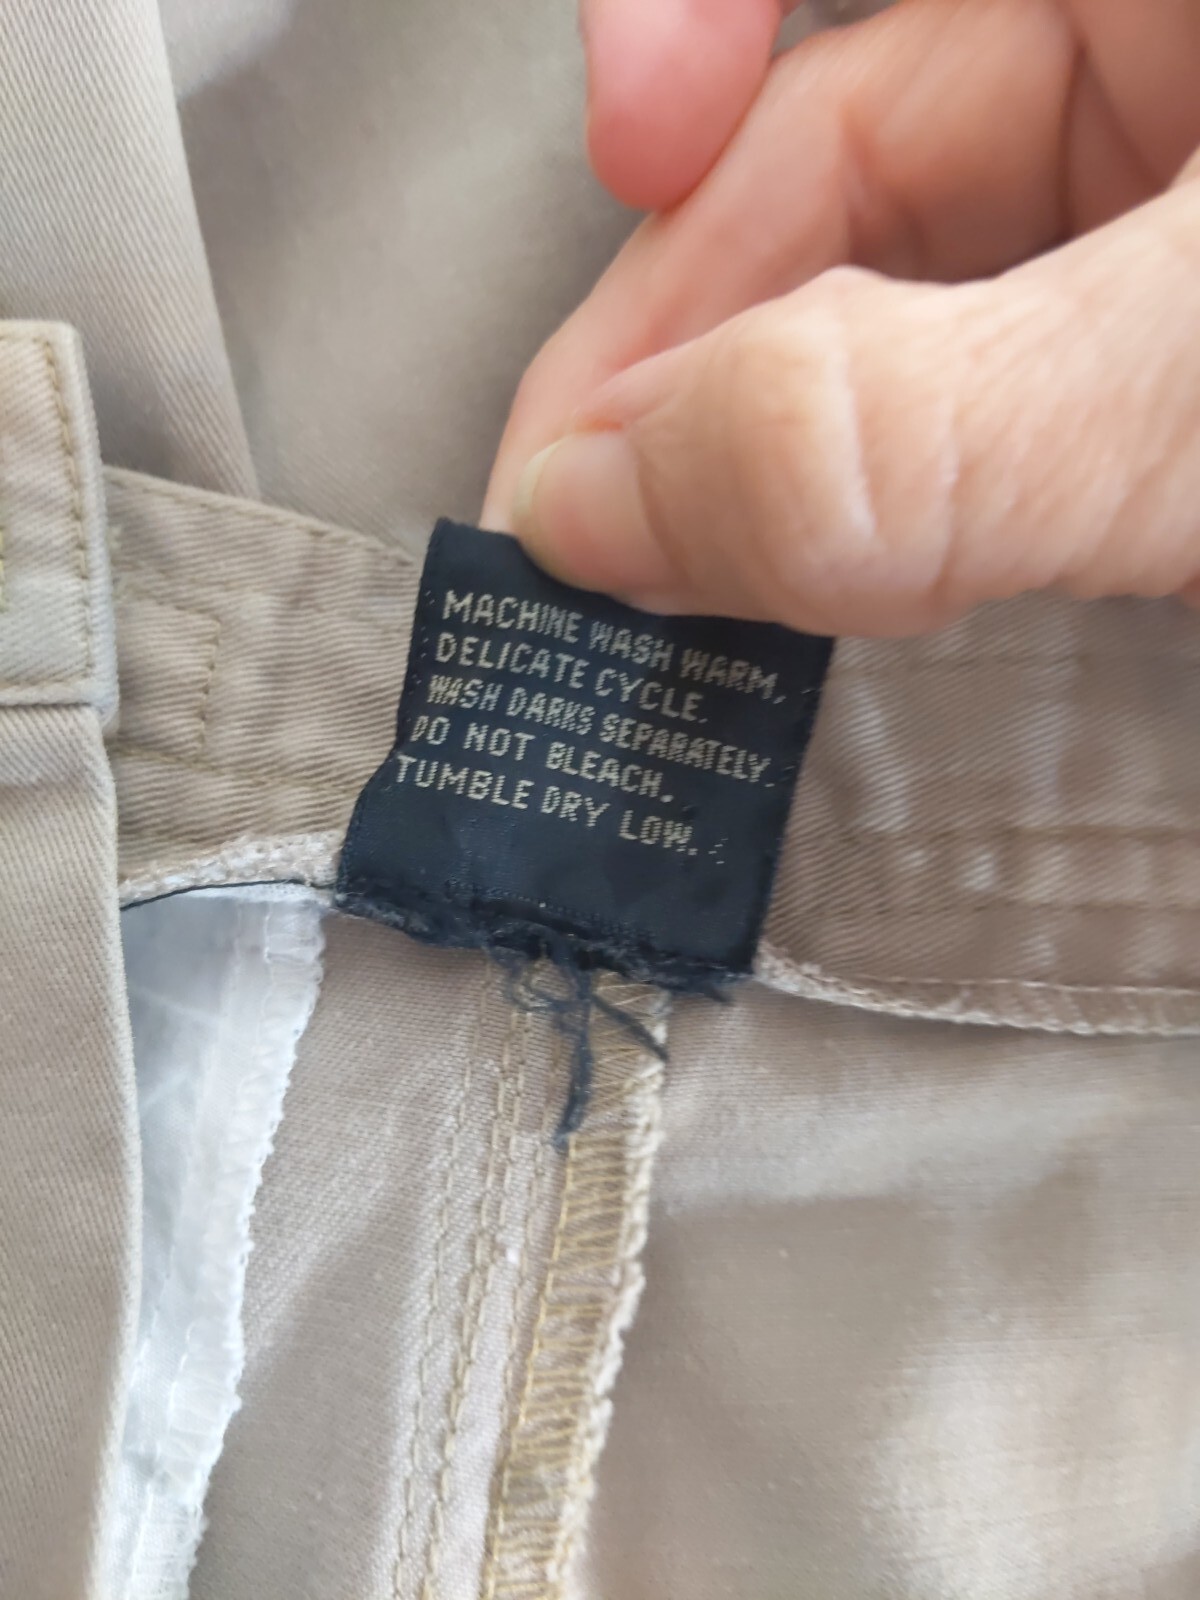 MACHINE WASH WARM,
DELICATE CYCLE.
WASH DARKS SEPARATELY.
DO NOT BLEACH.
TUMBLE DRY LOW.